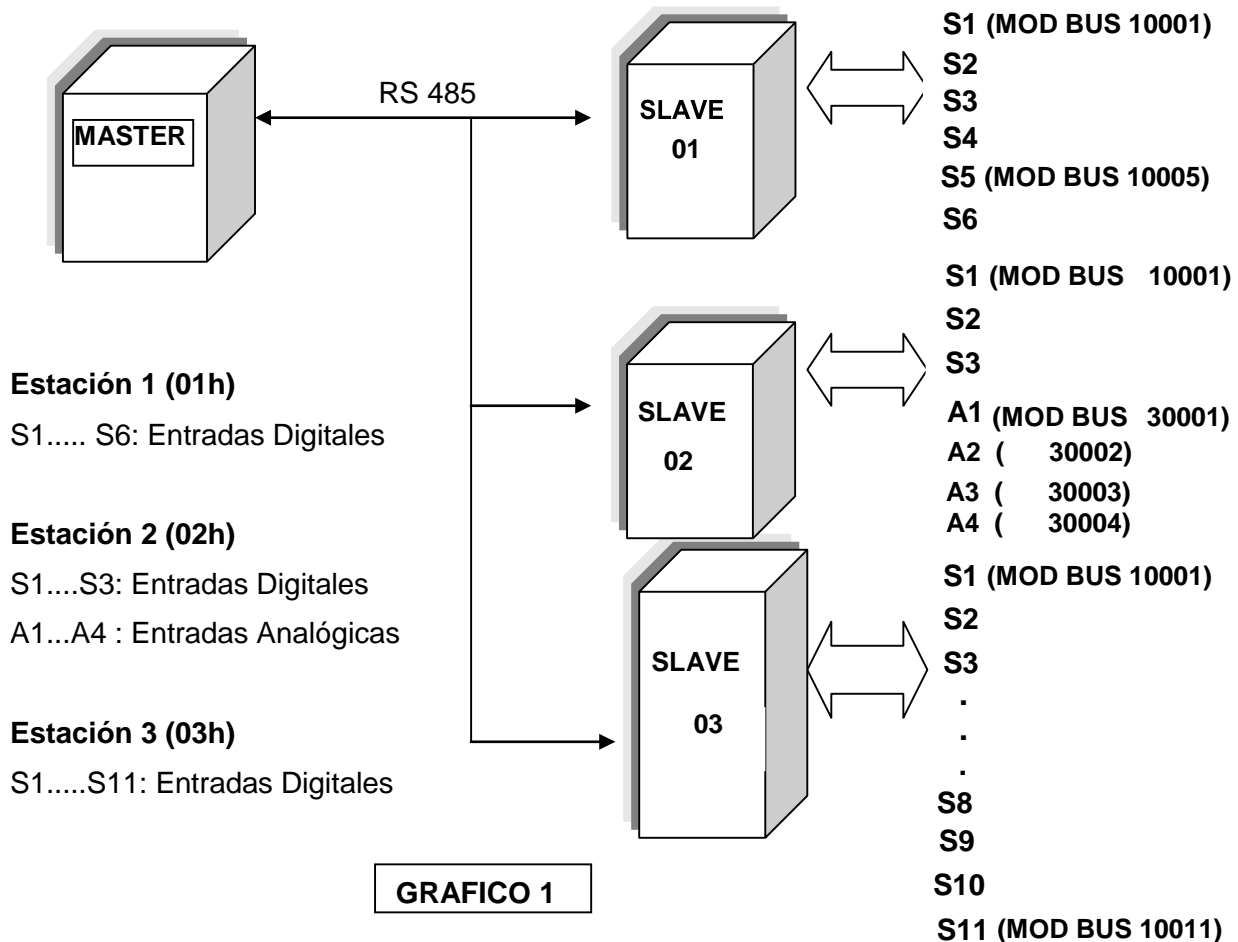 S1 (MOD BUS 10001)
S2
S3
S4
S5 (MOD BUS 10005)
S6
RS 485
MASTER
SLAVE
01
S1 (MOD BUS 10001)
S2
S3
A1 (MOD BUS 30001)
A2 ( 30002)
A3 ( 30003)
A4 ( 30004)
SLAVE
02
Estación 1 (01h)
S1..... S6: Entradas Digitales
Estación 2 (02h)
S1....S3: Entradas Digitales
A1...A4 : Entradas Analógicas
Estación 3 (03h)
S1.....S11: Entradas Digitales
SLAVE
03
S1 (MOD BUS 10001)
S2
S3
.
.
.
S8
S9
S10
S11 (MOD BUS 10011)
GRAFICO 1